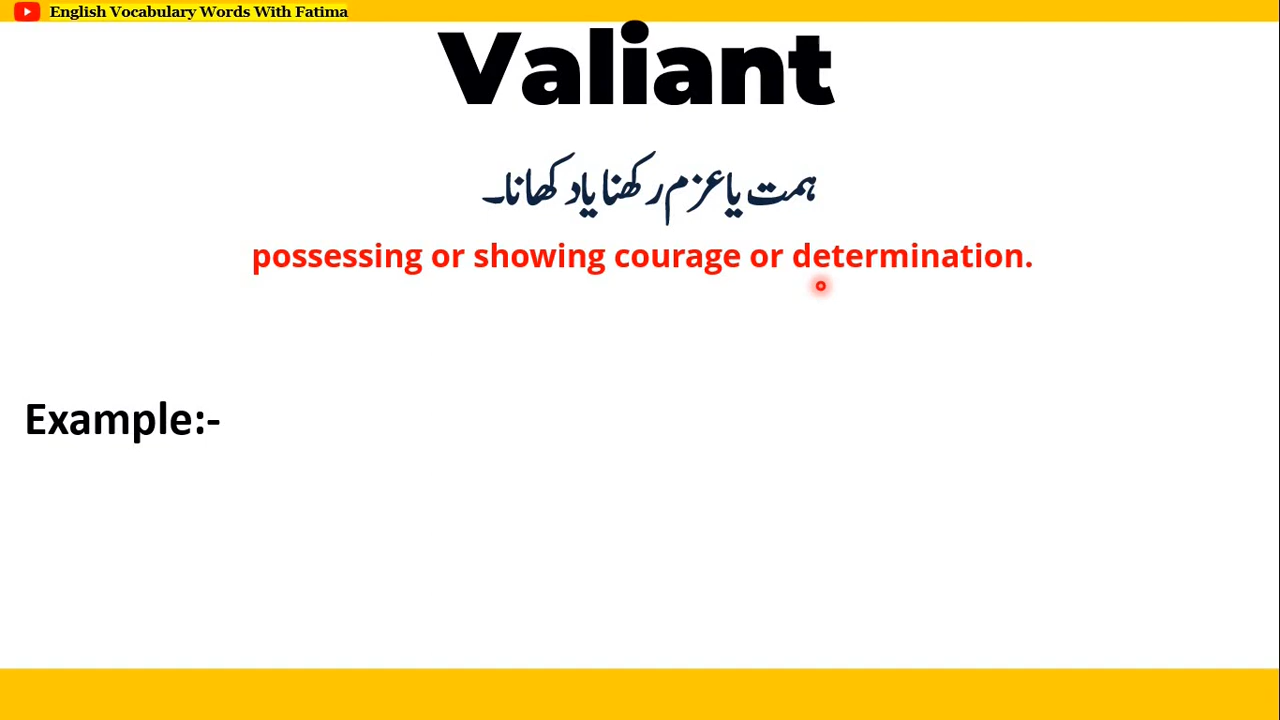 English Vocabulary Words With Fatima
Valiant
ہمت یا عزم رکھنا یا دکھانا۔
possessing or showing courage or determination.
Example:-